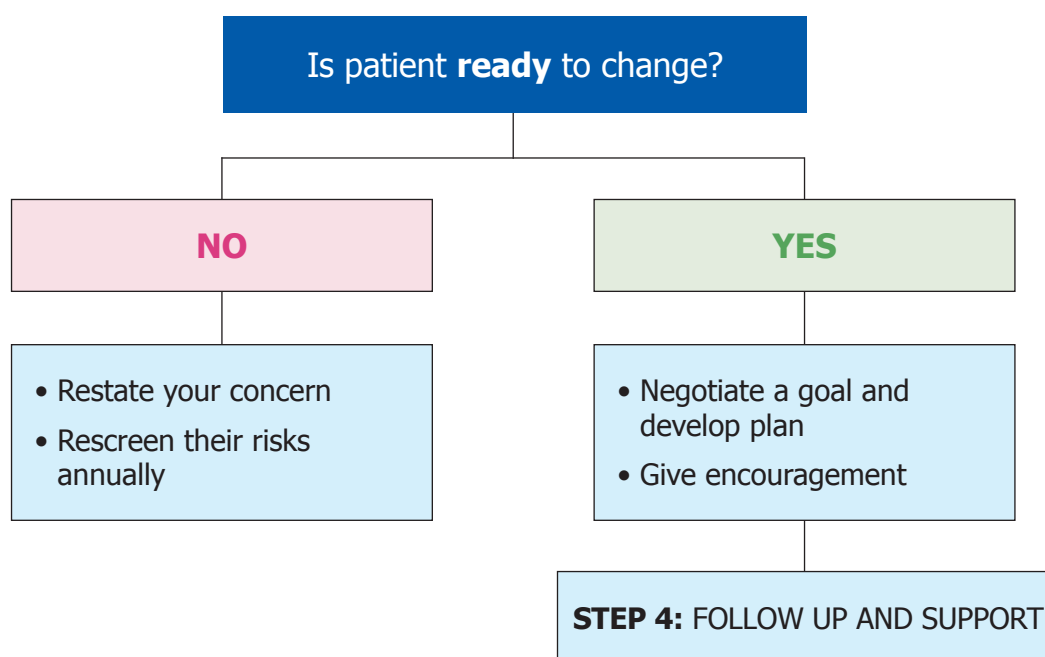 Is patient ready to change?
NO
• Restate your concern
• Rescreen their risks
annually
YES
• Negotiate a goal and
develop plan
• Give encouragement
STEP 4: FOLLOW UP AND SUPPORT